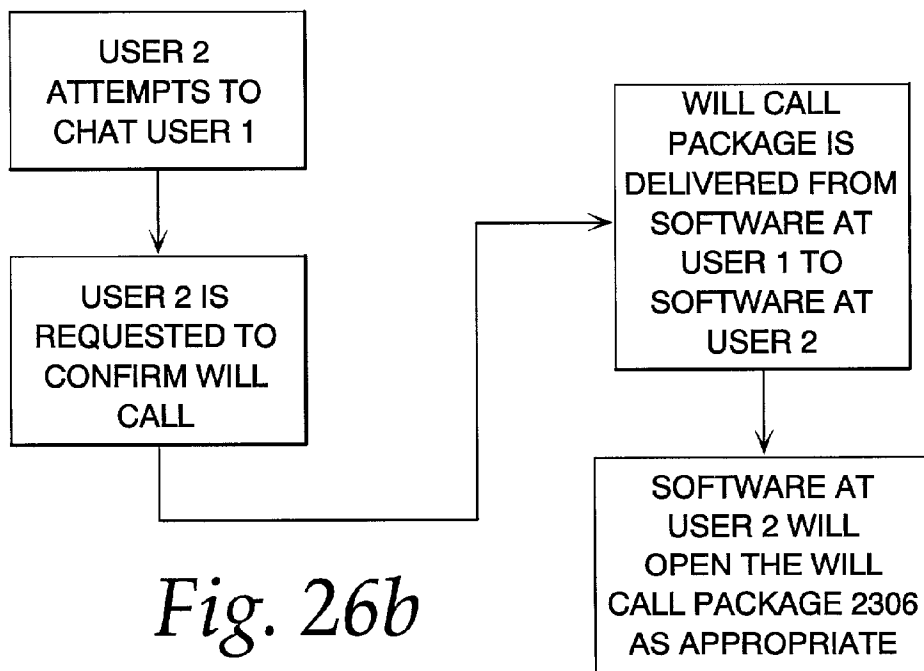 USER 2
ATTEMPTS TO
CHAT USER 1
USER 2 IS
REQUESTED TO
CONFIRM WILL
CALL
WILL CALL
PACKAGE IS
DELIVERED FROM
SOFTWARE AT
USER 1 TO
SOFTWARE AT
USER 2
SOFTWARE AT
USER 2 WILL
OPEN THE WILL
CALL PACKAGE 2306
AS APPROPRIATE
Fig. 26b